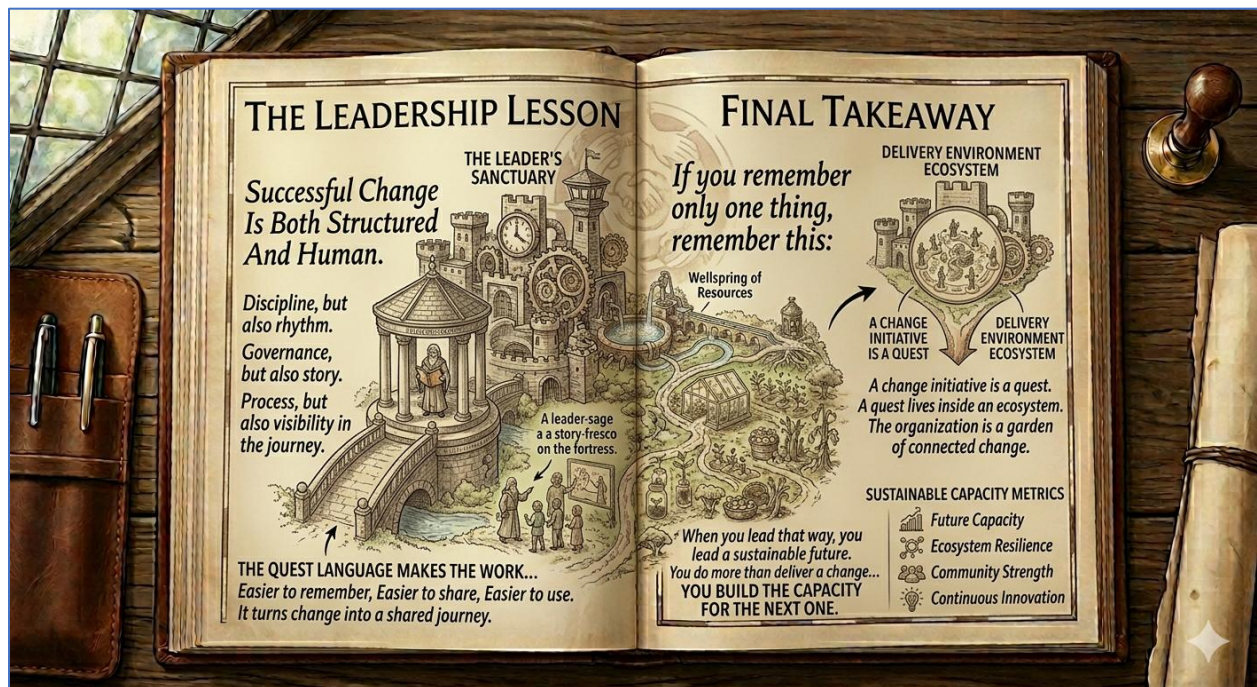 THE LEADERSHIP LESSON
THE LEADER'S
SANCTUARY
Successful Change
Is Both Structured
And Human.
Discipline, but
also rhythm.
Governance,
but also story.
Process, but
also visibility in
the journey.
A leader-sage
a a story-fresco
on the fortress.
THE QUEST LANGUAGE MAKES THE WORK...
Easier to remember, Easier to share, Easier to use.
It turns change into a shared journey.
FINAL TAKEAWAY
If you remember
only one thing,
remember this:
Wellspring of
Resources
DELIVERY ENVIRONMENT
ECOSYSTEM
A CHANGE
INITIATIVE
IS A QUEST
DELIVERY
ENVIRONMENT
ECOSYSTEM
A change initiative is a quest.
A quest lives inside an ecosystem.
The organization is a garden
of connected change.
When you lead that way, you
lead a sustainable future.
You do more than deliver a change...
YOU BUILD THE CAPACITY
FOR THE NEXT ONE.
SUSTAINABLE CAPACITY METRICS
Future Capacity
Ecosystem Resilience
Community Strength
Continuous Innovation